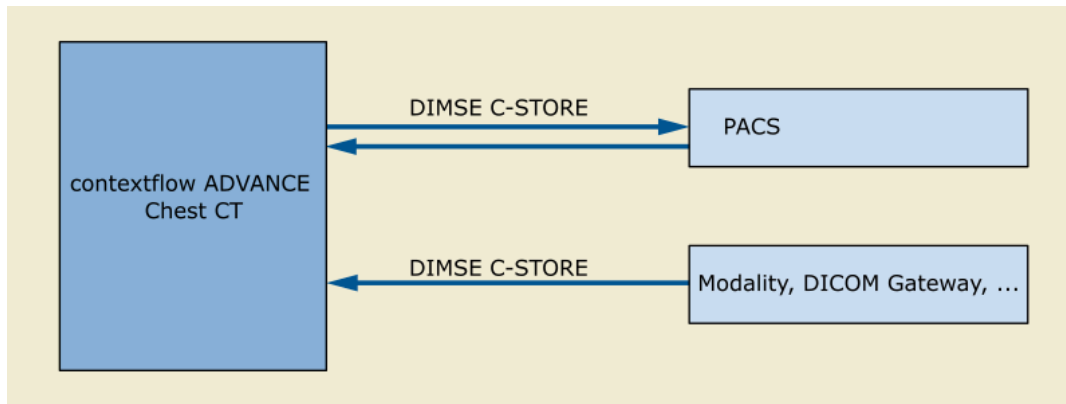 contextflow ADVANCE
Chest CT
DIMSE C-STORE
PACS
DIMSE C-STORE
Modality, DICOM Gateway, ...